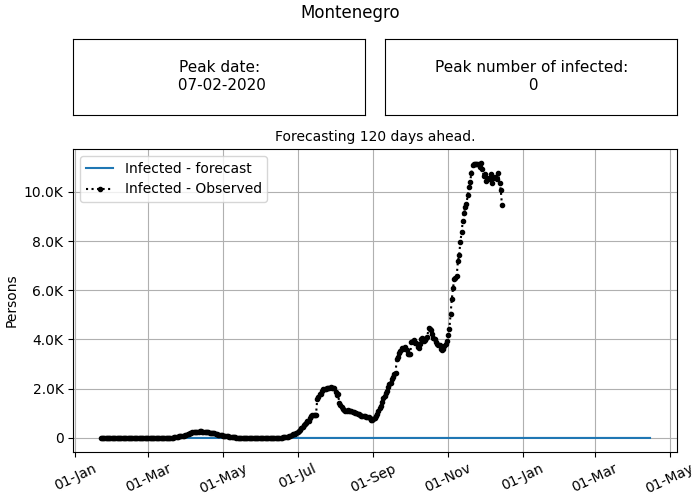 Montenegro
Peak date:
07-02-2020
Peak number of infected:
0
Forecasting 120 days ahead.
Infected - forecast
Infected - Observed
Persons
10.0K
8.0K
6.0K
4.0K
2.0K
0
01-Jan
01-Mar
01-May
01-Jul
01-Sep
01-Nov
01-Jan
01-Mar
01-May